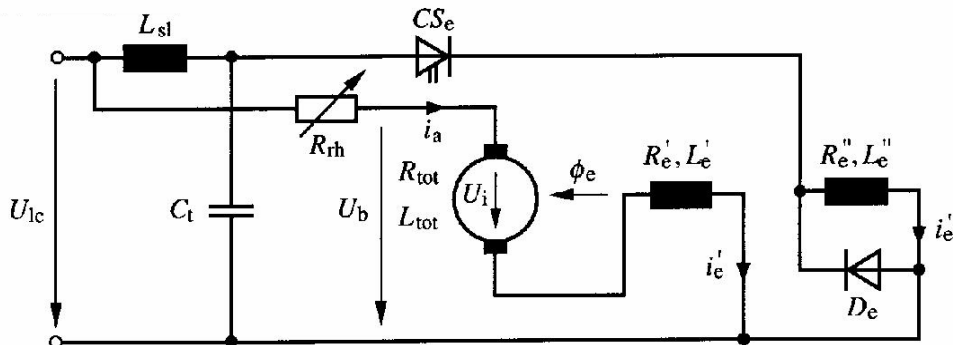 L_sl
CS_e
R_rh
i_a
U_lc
C_t
U_b
R_tot
L_tot
U_i
ϕ_e
R_e', L_e'
i_e'
R_e'', L_e''
i_e'
D_e